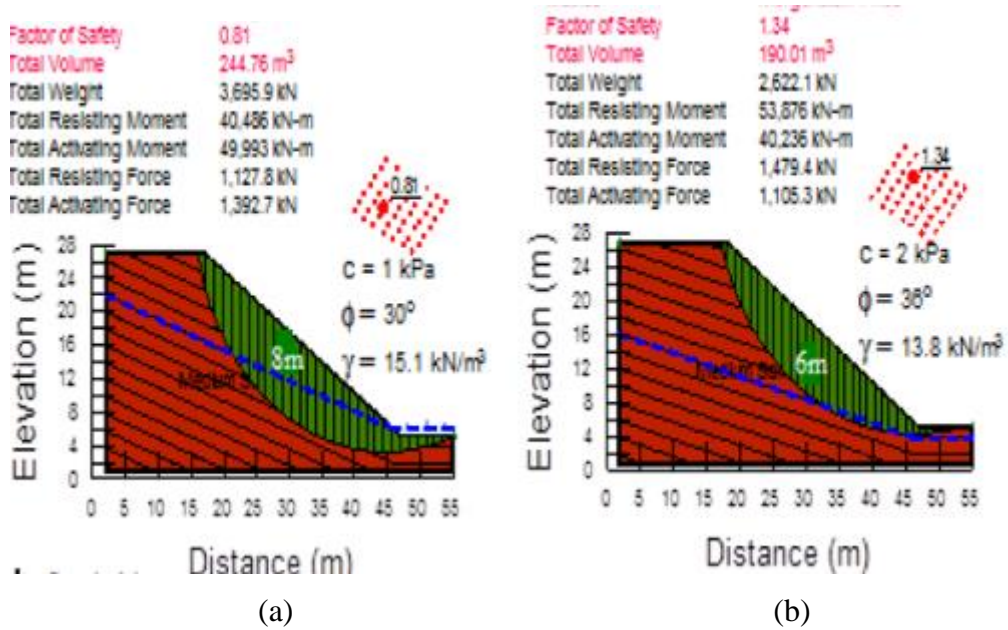 Factor of Safety 0.81
Total Volume 244.76 m³
Total Weight 3,695.9 kN
Total Resisting Moment 40,486 kN-m
Total Activating Moment 49,993 kN-m
Total Resisting Force 1,127.8 kN
Total Activating Force 1,392.7 kN
0.81
c = 1 kPa
ϕ = 30⁰
γ = 15.1 kN/m³
8m
Elevation (m)
28
24
20
16
12
8
4
0
0 5 10 15 20 25 30 35 40 45 50 55
Distance (m)
(a)
Factor of Safety 1.34
Total Volume 190.01 m³
Total Weight 2,622.1 kN
Total Resisting Moment 53,876 kN-m
Total Activating Moment 40,236 kN-m
Total Resisting Force 1,479.4 kN
Total Activating Force 1,105.3 kN
1.34
c = 2 kPa
ϕ = 36⁰
γ = 13.8 kN/m³
6m
Elevation (m)
28
24
20
16
12
8
4
0
0 5 10 15 20 25 30 35 40 45 50 55
Distance (m)
(b)